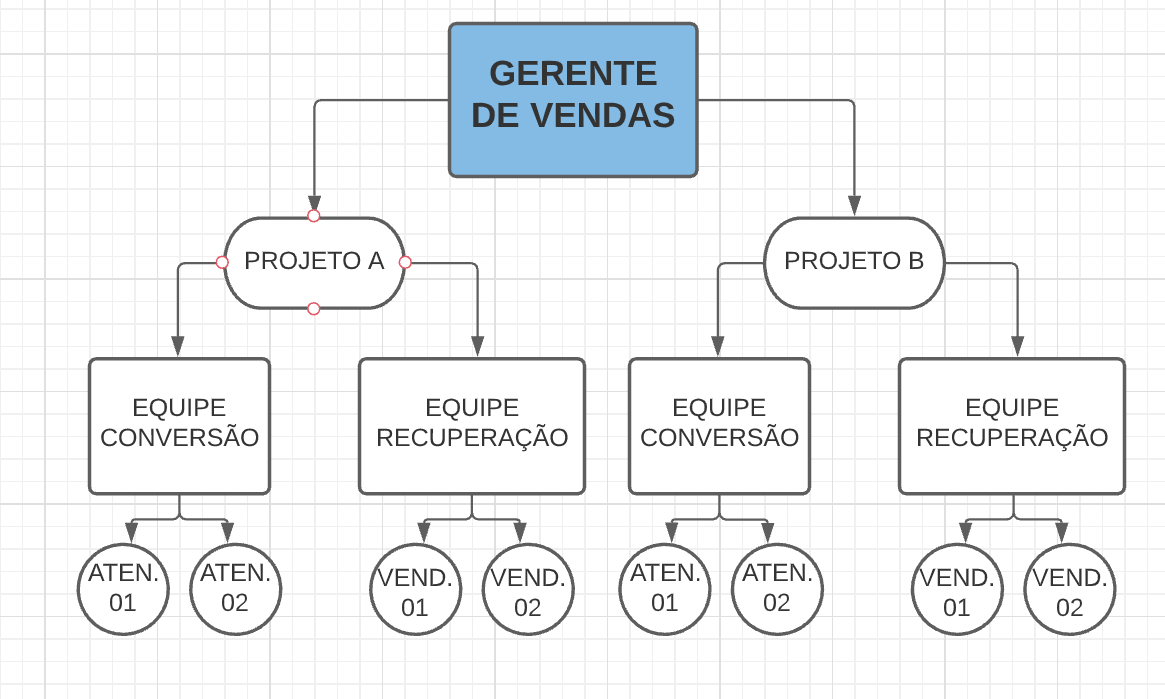 GERENTE
DE VENDAS
PROJETO A
PROJETO B
EQUIPE
CONVERSÃO
EQUIPE
RECUPERAÇÃO
EQUIPE
CONVERSÃO
EQUIPE
RECUPERAÇÃO
ATEN.
01
ATEN.
02
VEND.
01
VEND.
02
ATEN.
01
ATEN.
02
VEND.
01
VEND.
02